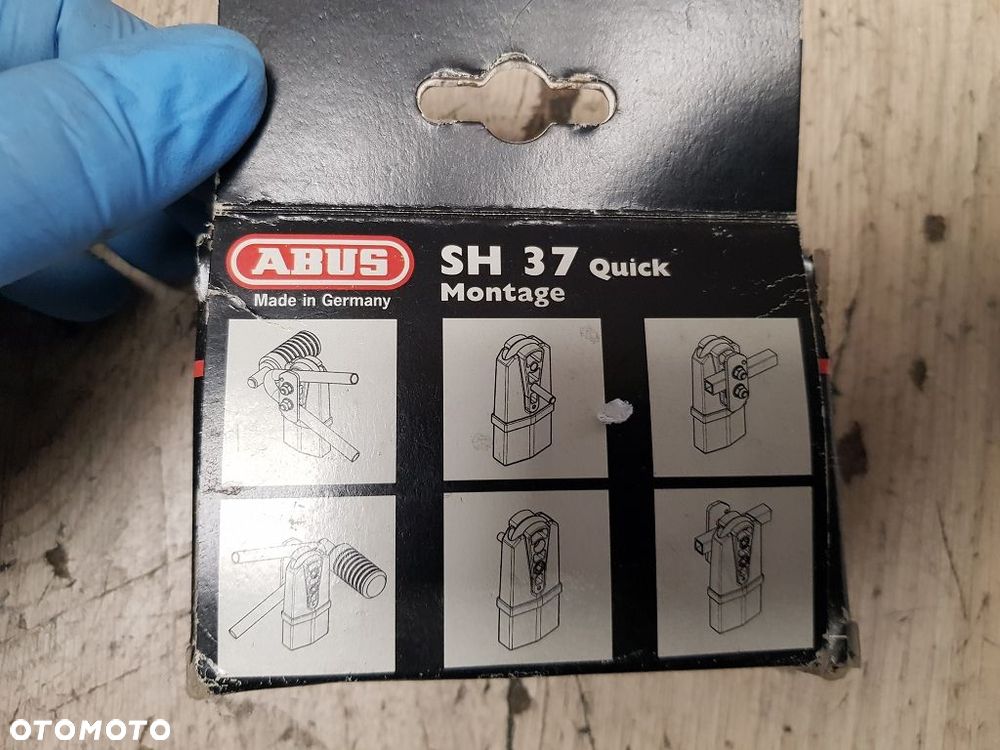 ABUS
Made in Germany
SH 37 Quick
Montage
OTOMOTO